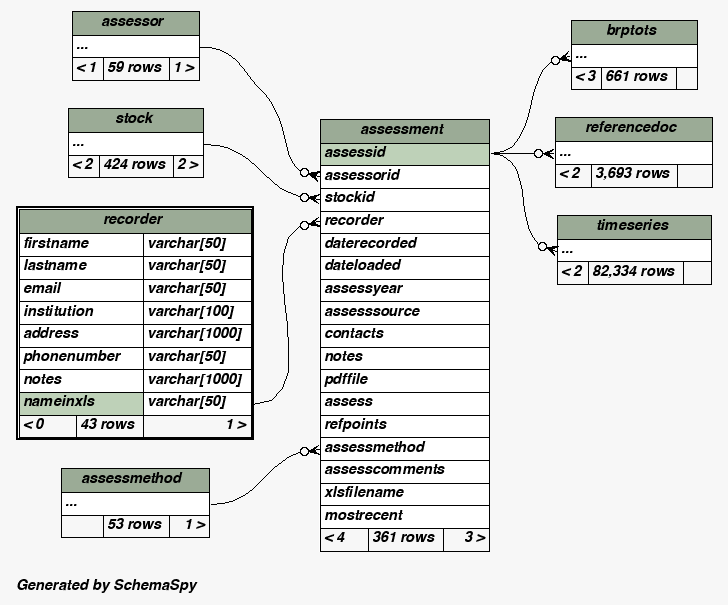 assessor
...
< 1 59 rows 1 >
stock
...
< 2 424 rows 2 >
recorder
firstname varchar[50]
lastname varchar[50]
email varchar[50]
institution varchar[100]
address varchar[1000]
phonenumber varchar[50]
notes varchar[1000]
nameinxls varchar[50]
< 0 43 rows 1 >
assessmethod
...
53 rows 1 >
assessment
assessid
assessorid
stockid
recorder
daterecorded
dateloaded
assessyear
assesssource
contacts
notes
pdffile
assess
refpoints
assessmethod
assesscomments
xlsfilename
mostrecent
< 4 361 rows 3 >
brptots
...
< 3 661 rows
referencedoc
...
< 2 3,693 rows
timeseries
...
< 2 82,334 rows
Generated by SchemaSpy